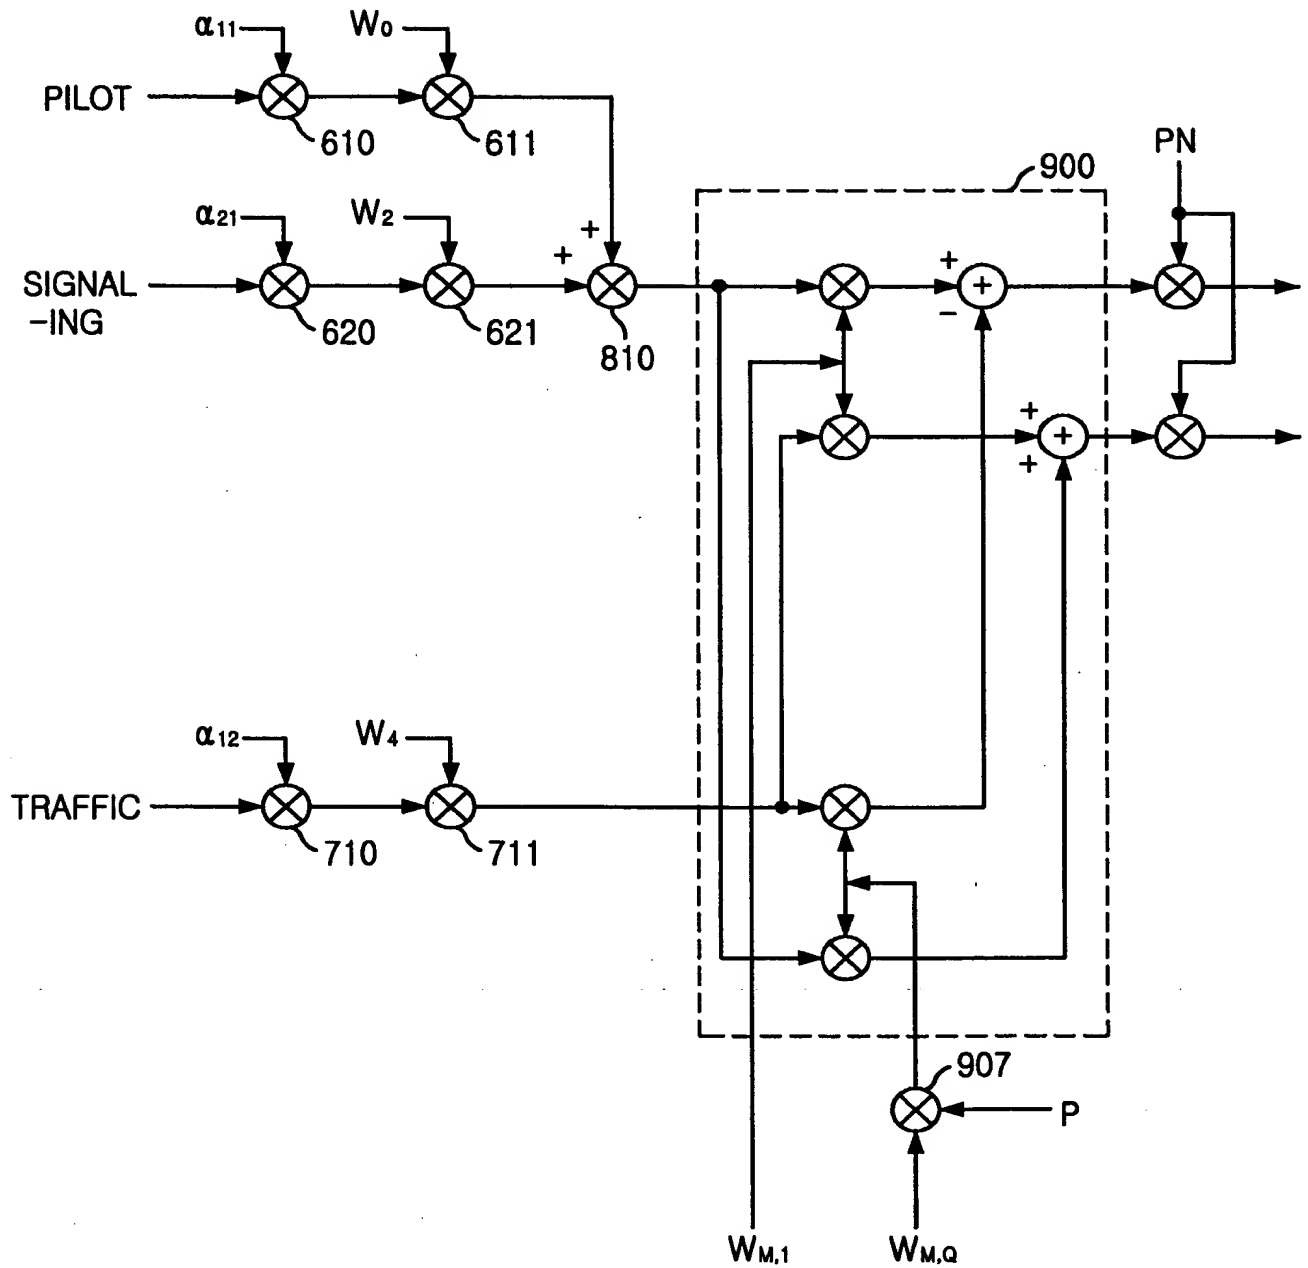 α11
W0
PILOT
610
611
PN
900
α21
W2
+
+
SIGNAL
-ING
620
621
810
+
-
+
+
+
+
α12
W4
TRAFFIC
710
711
907
P
WM,1
WM,Q